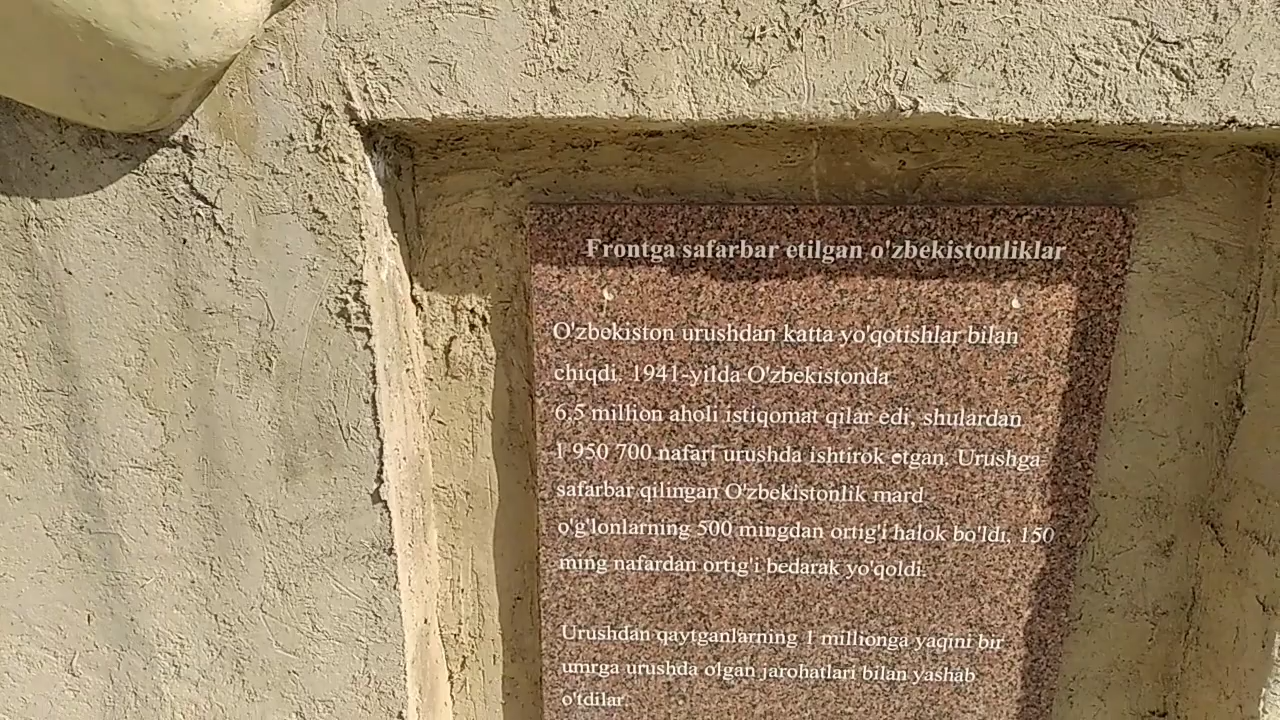 Frontga safarbar etilgan o'zbekistonliklar
O'zbekiston urushdan katta yo'qotishlar bilan
chiqdi. 1941-yilda O'zbekistonda
6,5 million aholi istiqomat qilar edi, shulardan
1 950 700 nafari urushda ishtirok etgan. Urushga
safarbar qilingan O'zbekistonlik mard
o'g'lonlarning 500 mingdan ortig'i halok bo'ldi, 150
ming nafardan ortig'i bedarak yo'qoldi.
Urushdan qaytganlarning 1 millionga yaqini bir
umrga urushda olgan jarohatlari bilan yashab
o'tdilar.